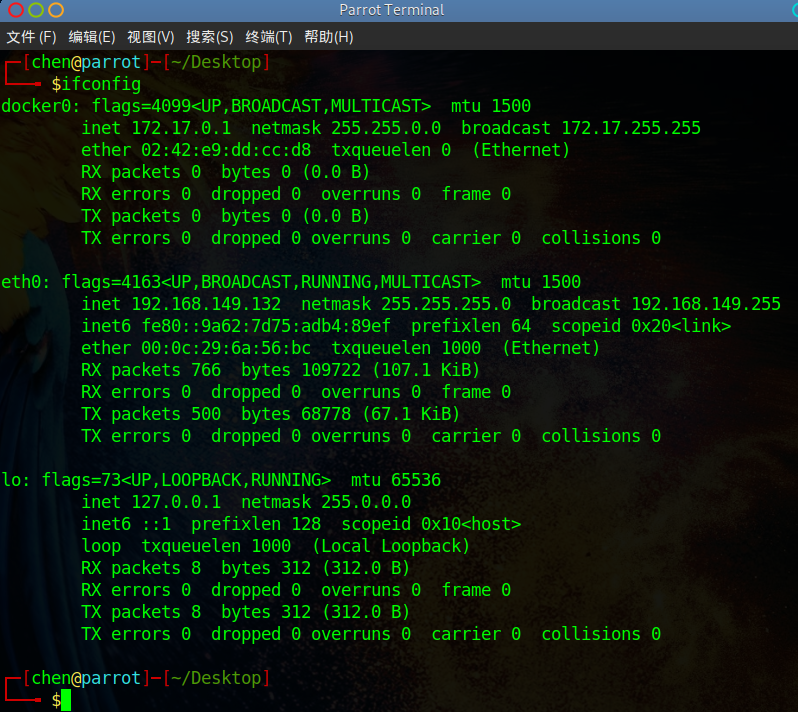 Parrot Terminal
文件(F) 编辑(E) 视图(V) 搜索(S) 终端(T) 帮助(H)
┌─[chen@parrot]─[~/Desktop]
└──╼ $ifconfig
docker0: flags=4099<UP,BROADCAST,MULTICAST>  mtu 1500
        inet 172.17.0.1  netmask 255.255.0.0  broadcast 172.17.255.255
        ether 02:42:e9:dd:cc:d8  txqueuelen 0  (Ethernet)
        RX packets 0  bytes 0 (0.0 B)
        RX errors 0  dropped 0  overruns 0  frame 0
        TX packets 0  bytes 0 (0.0 B)
        TX errors 0  dropped 0 overruns 0  carrier 0  collisions 0

eth0: flags=4163<UP,BROADCAST,RUNNING,MULTICAST>  mtu 1500
        inet 192.168.149.132  netmask 255.255.255.0  broadcast 192.168.149.255
        inet6 fe80::9a62:7d75:adb4:89ef  prefixlen 64  scopeid 0x20<link>
        ether 00:0c:29:6a:56:bc  txqueuelen 1000  (Ethernet)
        RX packets 766  bytes 109722 (107.1 KiB)
        RX errors 0  dropped 0  overruns 0  frame 0
        TX packets 500  bytes 68778 (67.1 KiB)
        TX errors 0  dropped 0 overruns 0  carrier 0  collisions 0

lo: flags=73<UP,LOOPBACK,RUNNING>  mtu 65536
        inet 127.0.0.1  netmask 255.0.0.0
        inet6 ::1  prefixlen 128  scopeid 0x10<host>
        loop  txqueuelen 1000  (Local Loopback)
        RX packets 8  bytes 312 (312.0 B)
        RX errors 0  dropped 0  overruns 0  frame 0
        TX packets 8  bytes 312 (312.0 B)
        TX errors 0  dropped 0 overruns 0  carrier 0  collisions 0

┌─[chen@parrot]─[~/Desktop]
└──╼ $